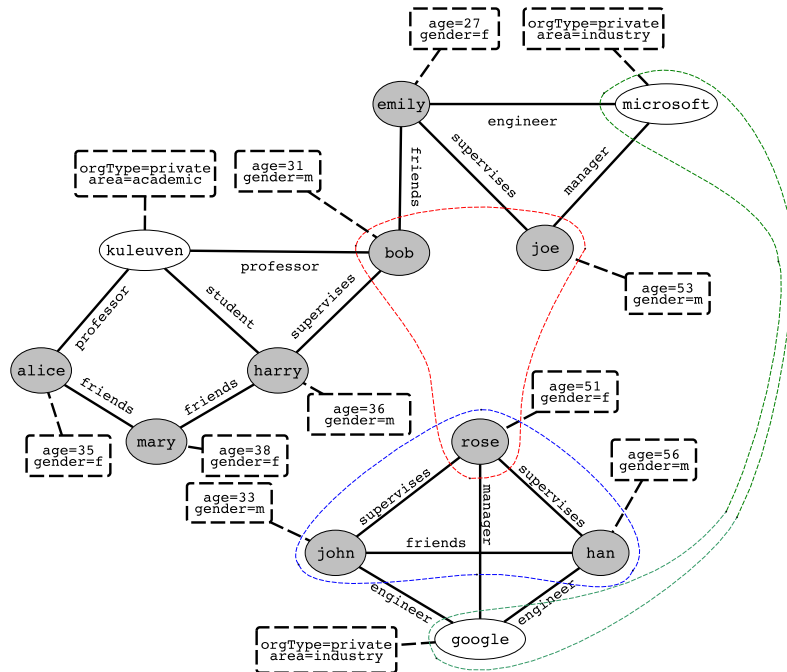 age=27
gender=f
orgType=private
area=industry
emily
microsoft
engineer
supervises
manager
friends
orgType=private
area=academic
age=31
gender=m
kuleuven
bob
joe
professor
age=53
gender=m
professor
student
supervises
alice
harry
friends
friends
age=36
gender=m
age=51
gender=f
mary
rose
age=35
gender=f
age=38
gender=f
age=56
gender=m
age=33
gender=m
supervises
manager
supervises
john
friends
han
engineer
engineer
google
orgType=private
area=industry